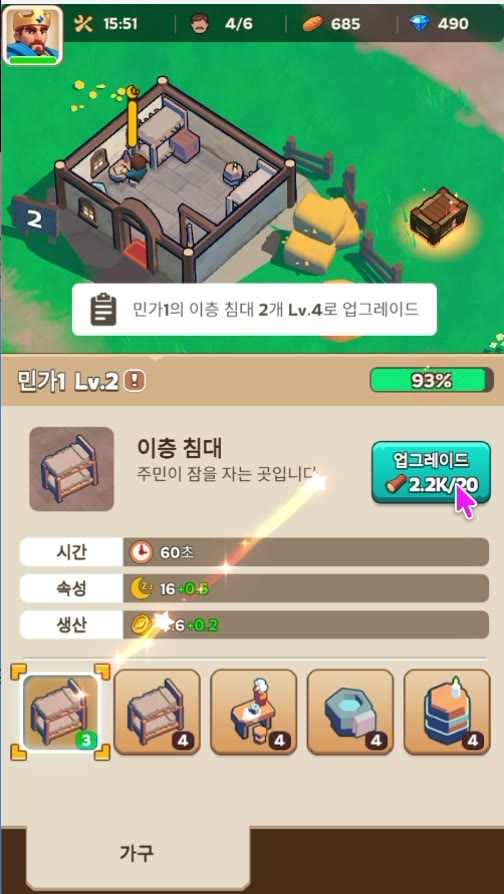 15:51
4/6
685
490
2
민가1의 이층 침대 2개 Lv.4로 업그레이드
민가1 Lv.2
93%
이층 침대
주민이 잠을 자는 곳입니다
업그레이드
2.2K/20
시간 60초
속성 16+0.5
생산 .6+0.2
3 4 4 4 4
가구